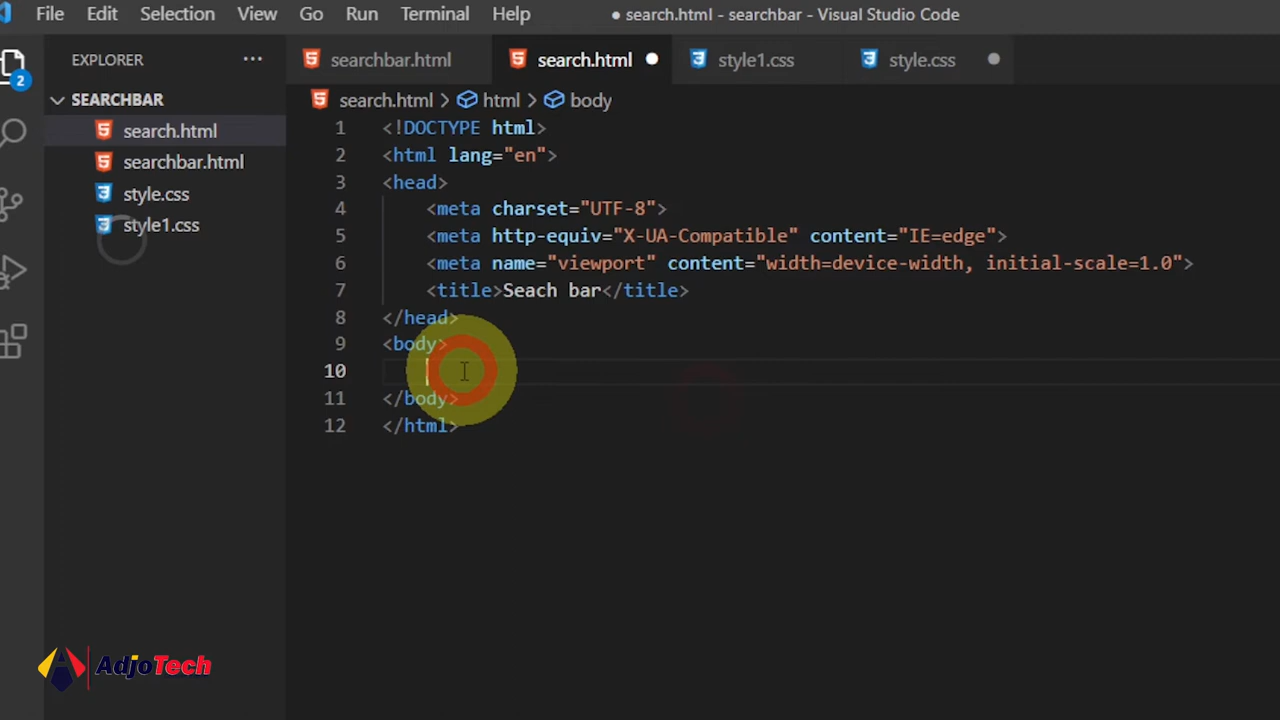 File Edit Selection View Go Run Terminal Help ● search.html - searchbar - Visual Studio Code
EXPLORER ···
2
SEARCHBAR
search.html
searchbar.html
style.css
style1.css
searchbar.html search.html ● style1.css style.css ●
search.html > html > body
1 <!DOCTYPE html>
2 <html lang="en">
3 <head>
4 <meta charset="UTF-8">
5 <meta http-equiv="X-UA-Compatible" content="IE=edge">
6 <meta name="viewport" content="width=device-width, initial-scale=1.0">
7 <title>Seach bar</title>
8 </head>
9 <body>
10
11 </body>
12 </html>
AdjoTech